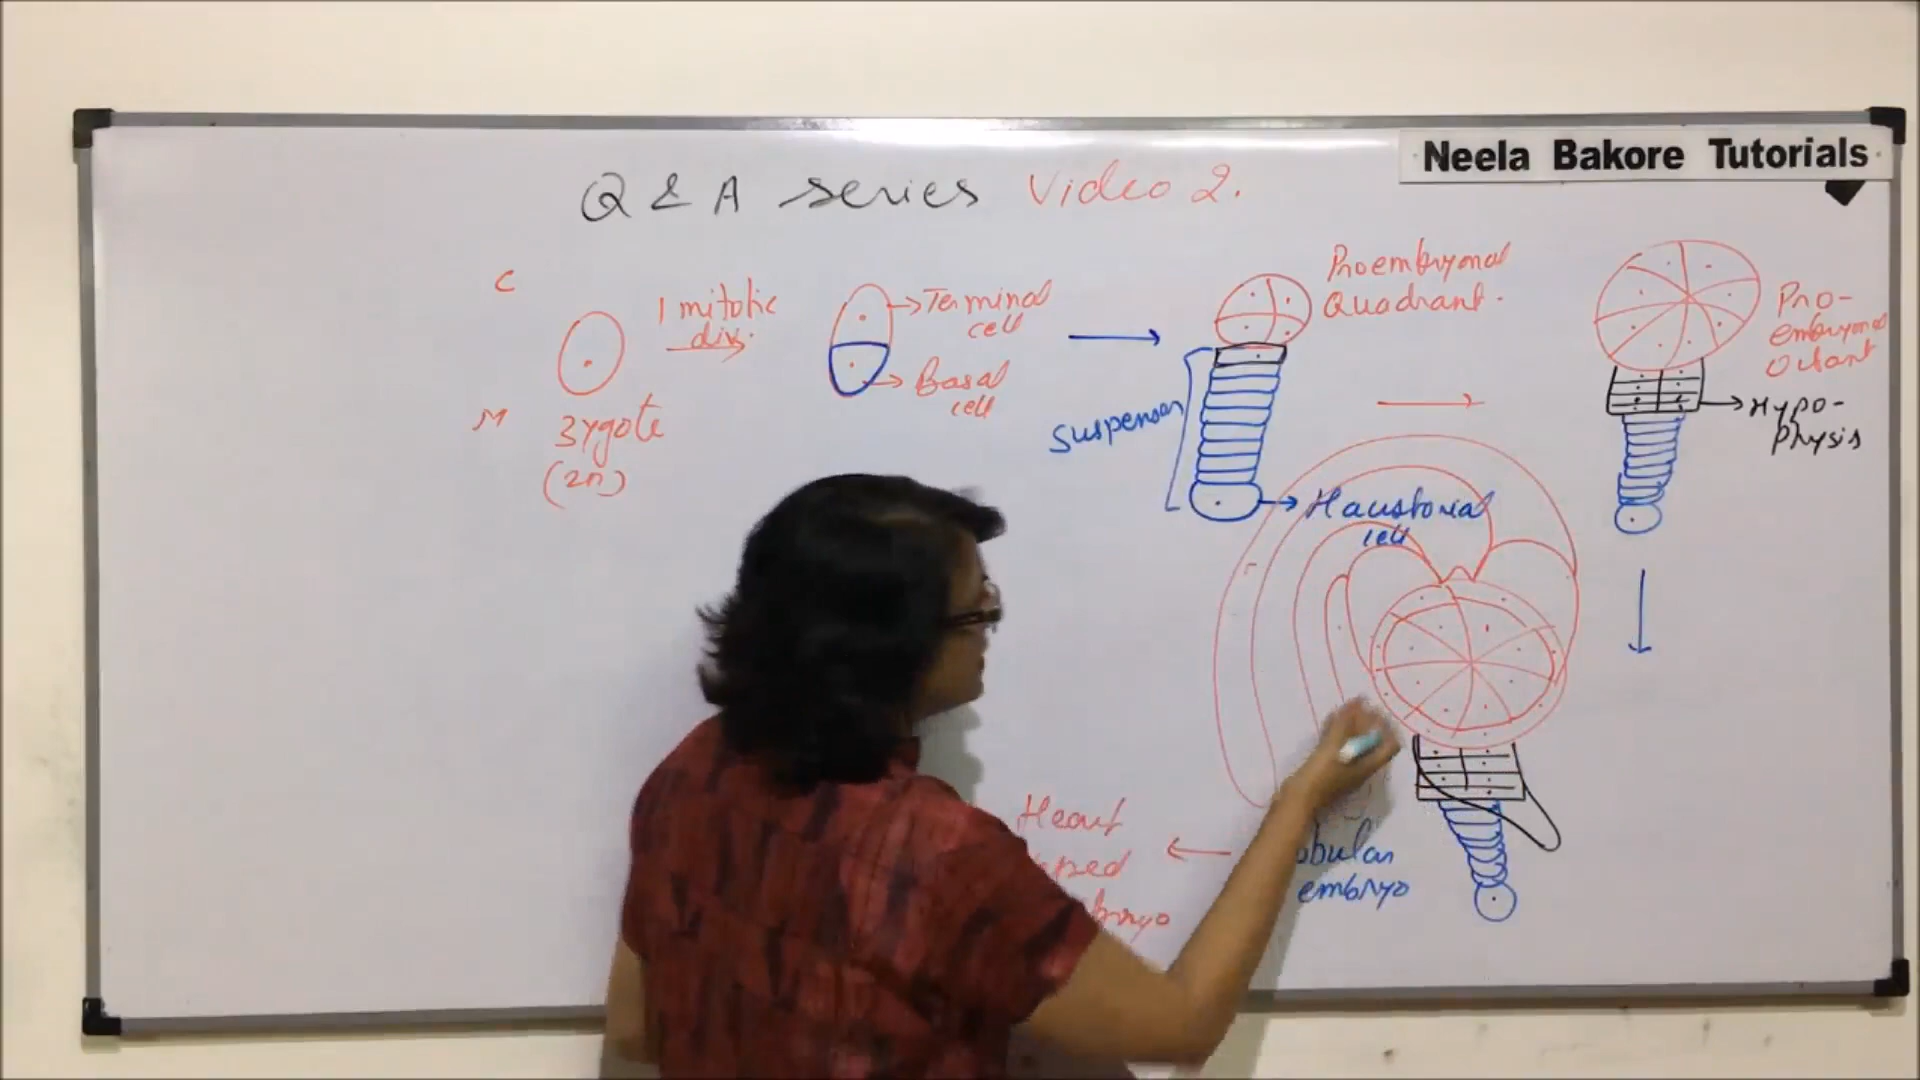 Neela Bakore Tutorials
Q & A series Video 2.
C
M
Zygote
(2n)
1 mitotic
div.
Terminal
cell
Basal
cell
Proembryonal
Quadrant.
Suspensor
Haustorial
cell
Pro-
embryonal
Octant
Hypo-
physis
Heart
embryo